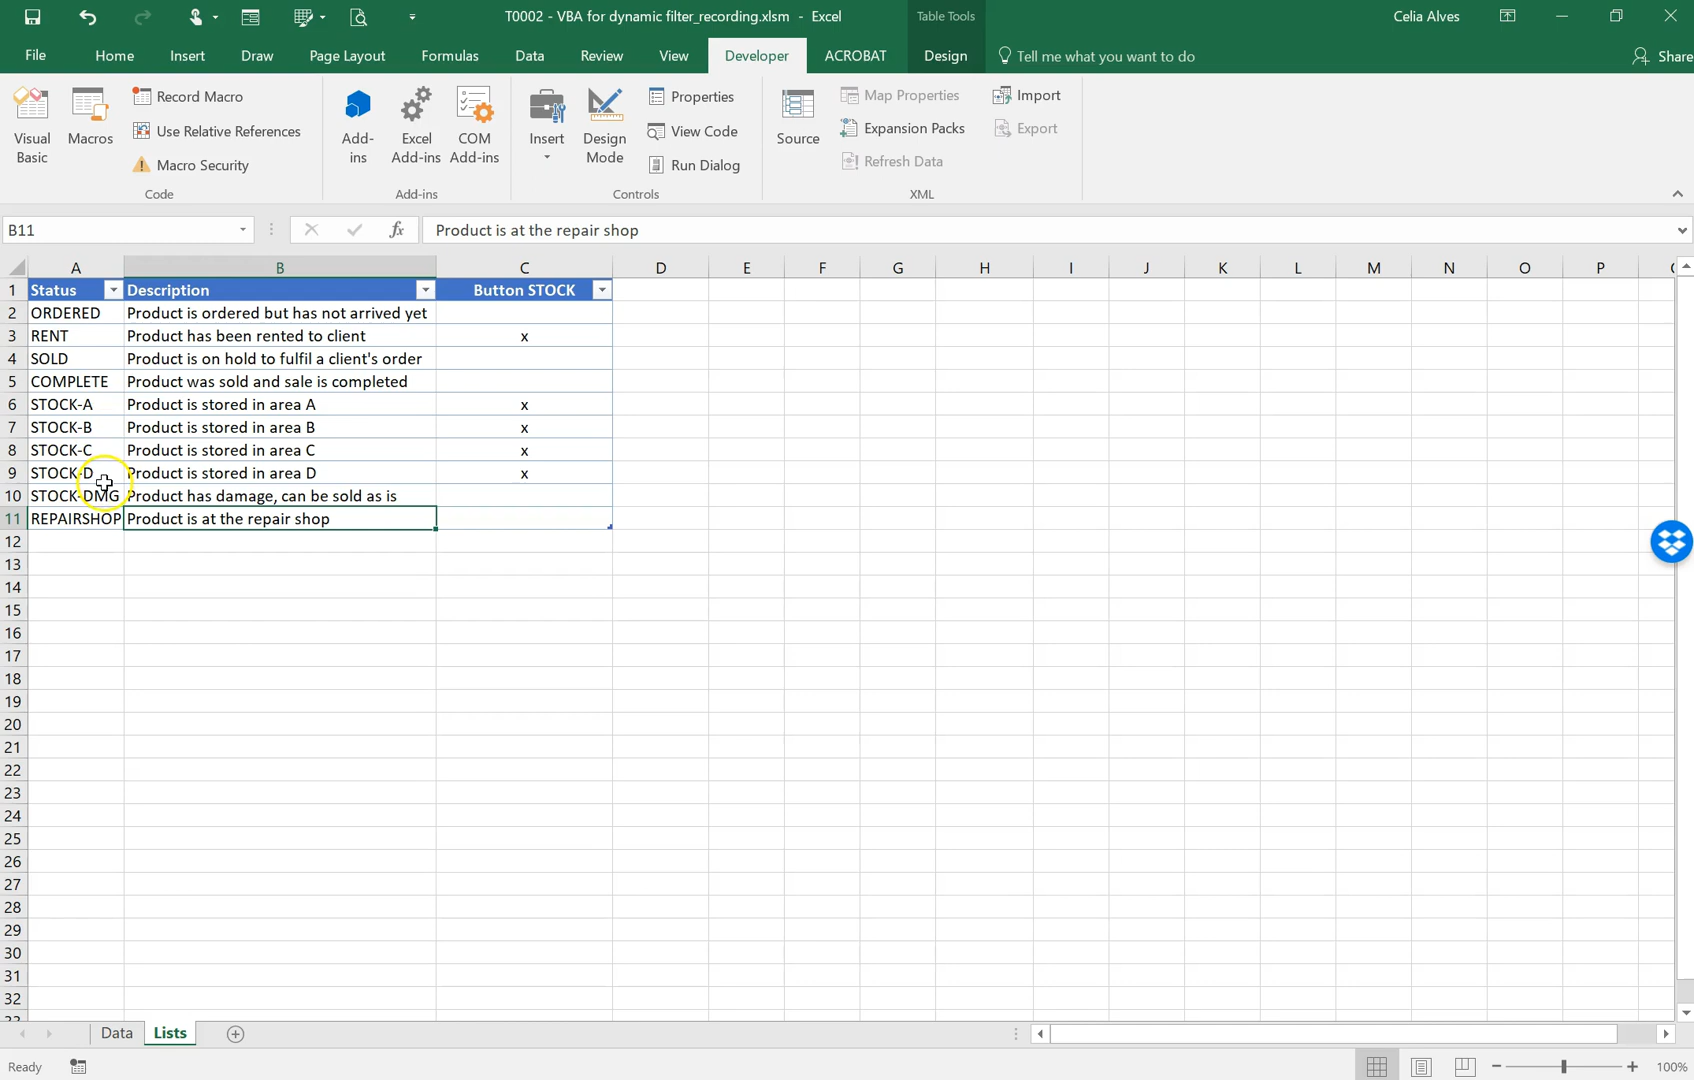 T0002 - VBA for dynamic filter_recording.xlsm - Excel
Table Tools
Celia Alves
File Home Insert Draw Page Layout Formulas Data Review View Developer ACROBAT Design Tell me what you want to do Share
Visual Basic
Macros
Record Macro
Use Relative References
Macro Security
Code
Add-ins
Excel Add-ins
COM Add-ins
Add-ins
Insert
Design Mode
Properties
View Code
Run Dialog
Controls
Source
Map Properties
Expansion Packs
Refresh Data
Import
Export
XML
B11 fx Product is at the repair shop
A B C D E F G H I J K L M N O P
1 Status Description Button STOCK
2 ORDERED Product is ordered but has not arrived yet
3 RENT Product has been rented to client x
4 SOLD Product is on hold to fulfil a client's order
5 COMPLETE Product was sold and sale is completed
6 STOCK-A Product is stored in area A x
7 STOCK-B Product is stored in area B x
8 STOCK-C Product is stored in area C x
9 STOCK-D Product is stored in area D x
10 STOCK-DMG Product has damage, can be sold as is
11 REPAIRSHOP Product is at the repair shop
12
13
14
15
16
17
18
19
20
21
22
23
24
25
26
27
28
29
30
31
32
Data Lists
Ready 100%